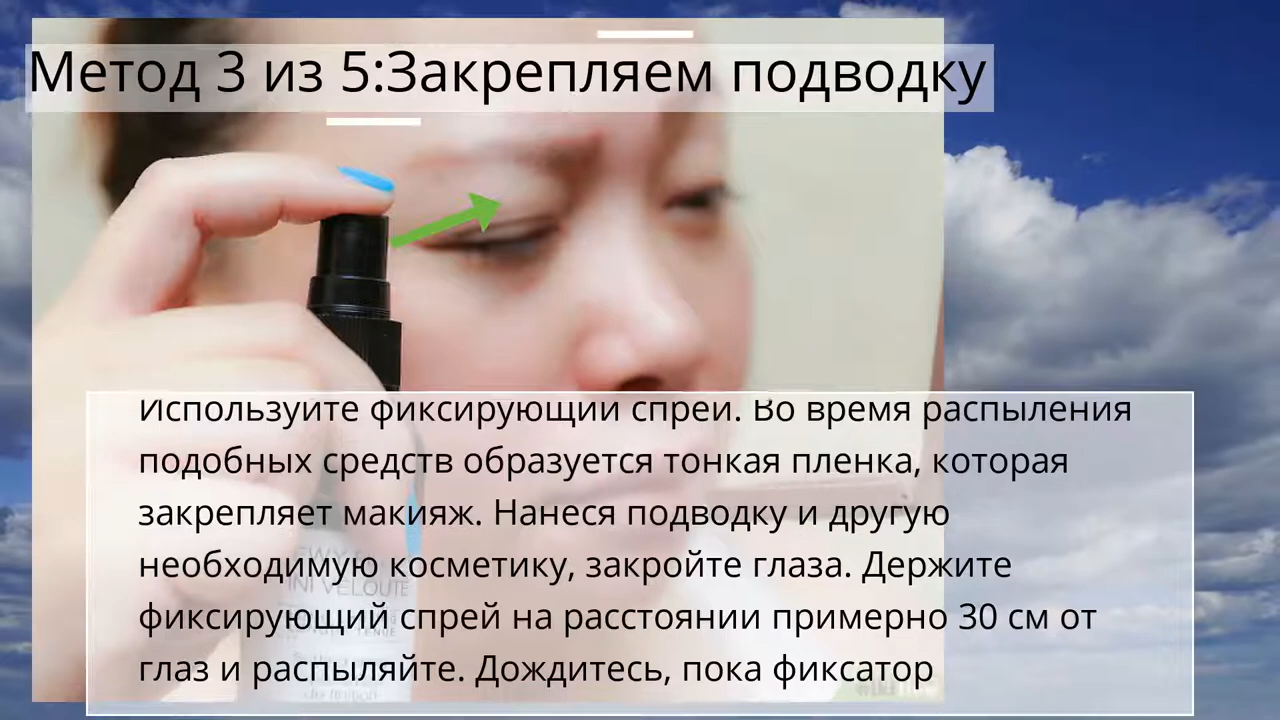 Метод 3 из 5:Закрепляем подводку
Используйте фиксирующий спрей. Во время распыления
подобных средств образуется тонкая пленка, которая
закрепляет макияж. Нанеся подводку и другую
необходимую косметику, закройте глаза. Держите
фиксирующий спрей на расстоянии примерно 30 см от
глаз и распыляйте. Дождитесь, пока фиксатор
VELOUTÉ